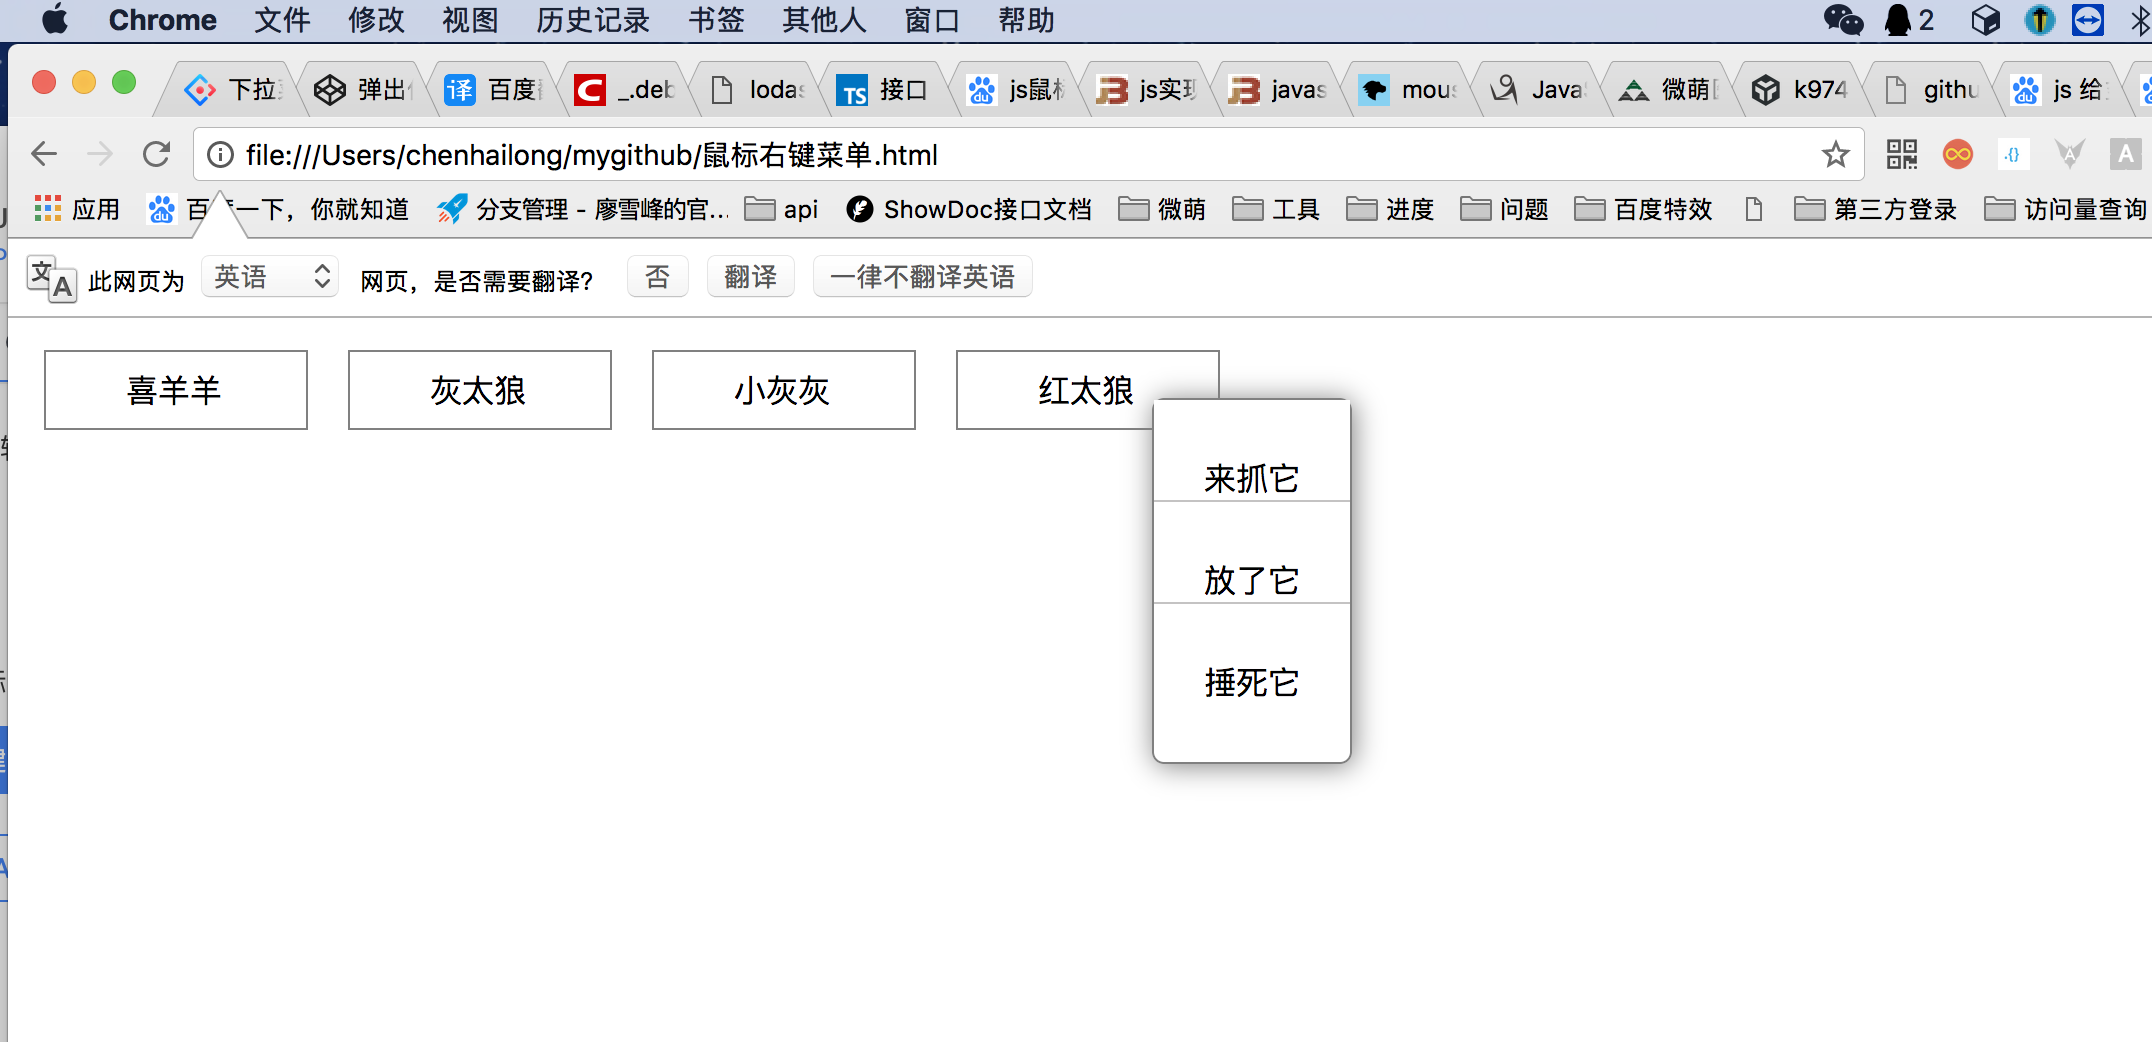 Chrome 文件 修改 视图 历史记录 书签 其他人 窗口 帮助 2
下拉 弹出 译 百度 _.deb lodas TS 接口 js鼠 js实现 javas mous Java 微萌 k974 githu js 给
file:///Users/chenhailong/mygithub/鼠标右键菜单.html
应用 百度一下，你就知道 分支管理 - 廖雪峰的官... api ShowDoc接口文档 微萌 工具 进度 问题 百度特效 第三方登录 访问量查询
此网页为 英语 网页，是否需要翻译？ 否 翻译 一律不翻译英语
喜羊羊 灰太狼 小灰灰 红太狼
来抓它
放了它
捶死它